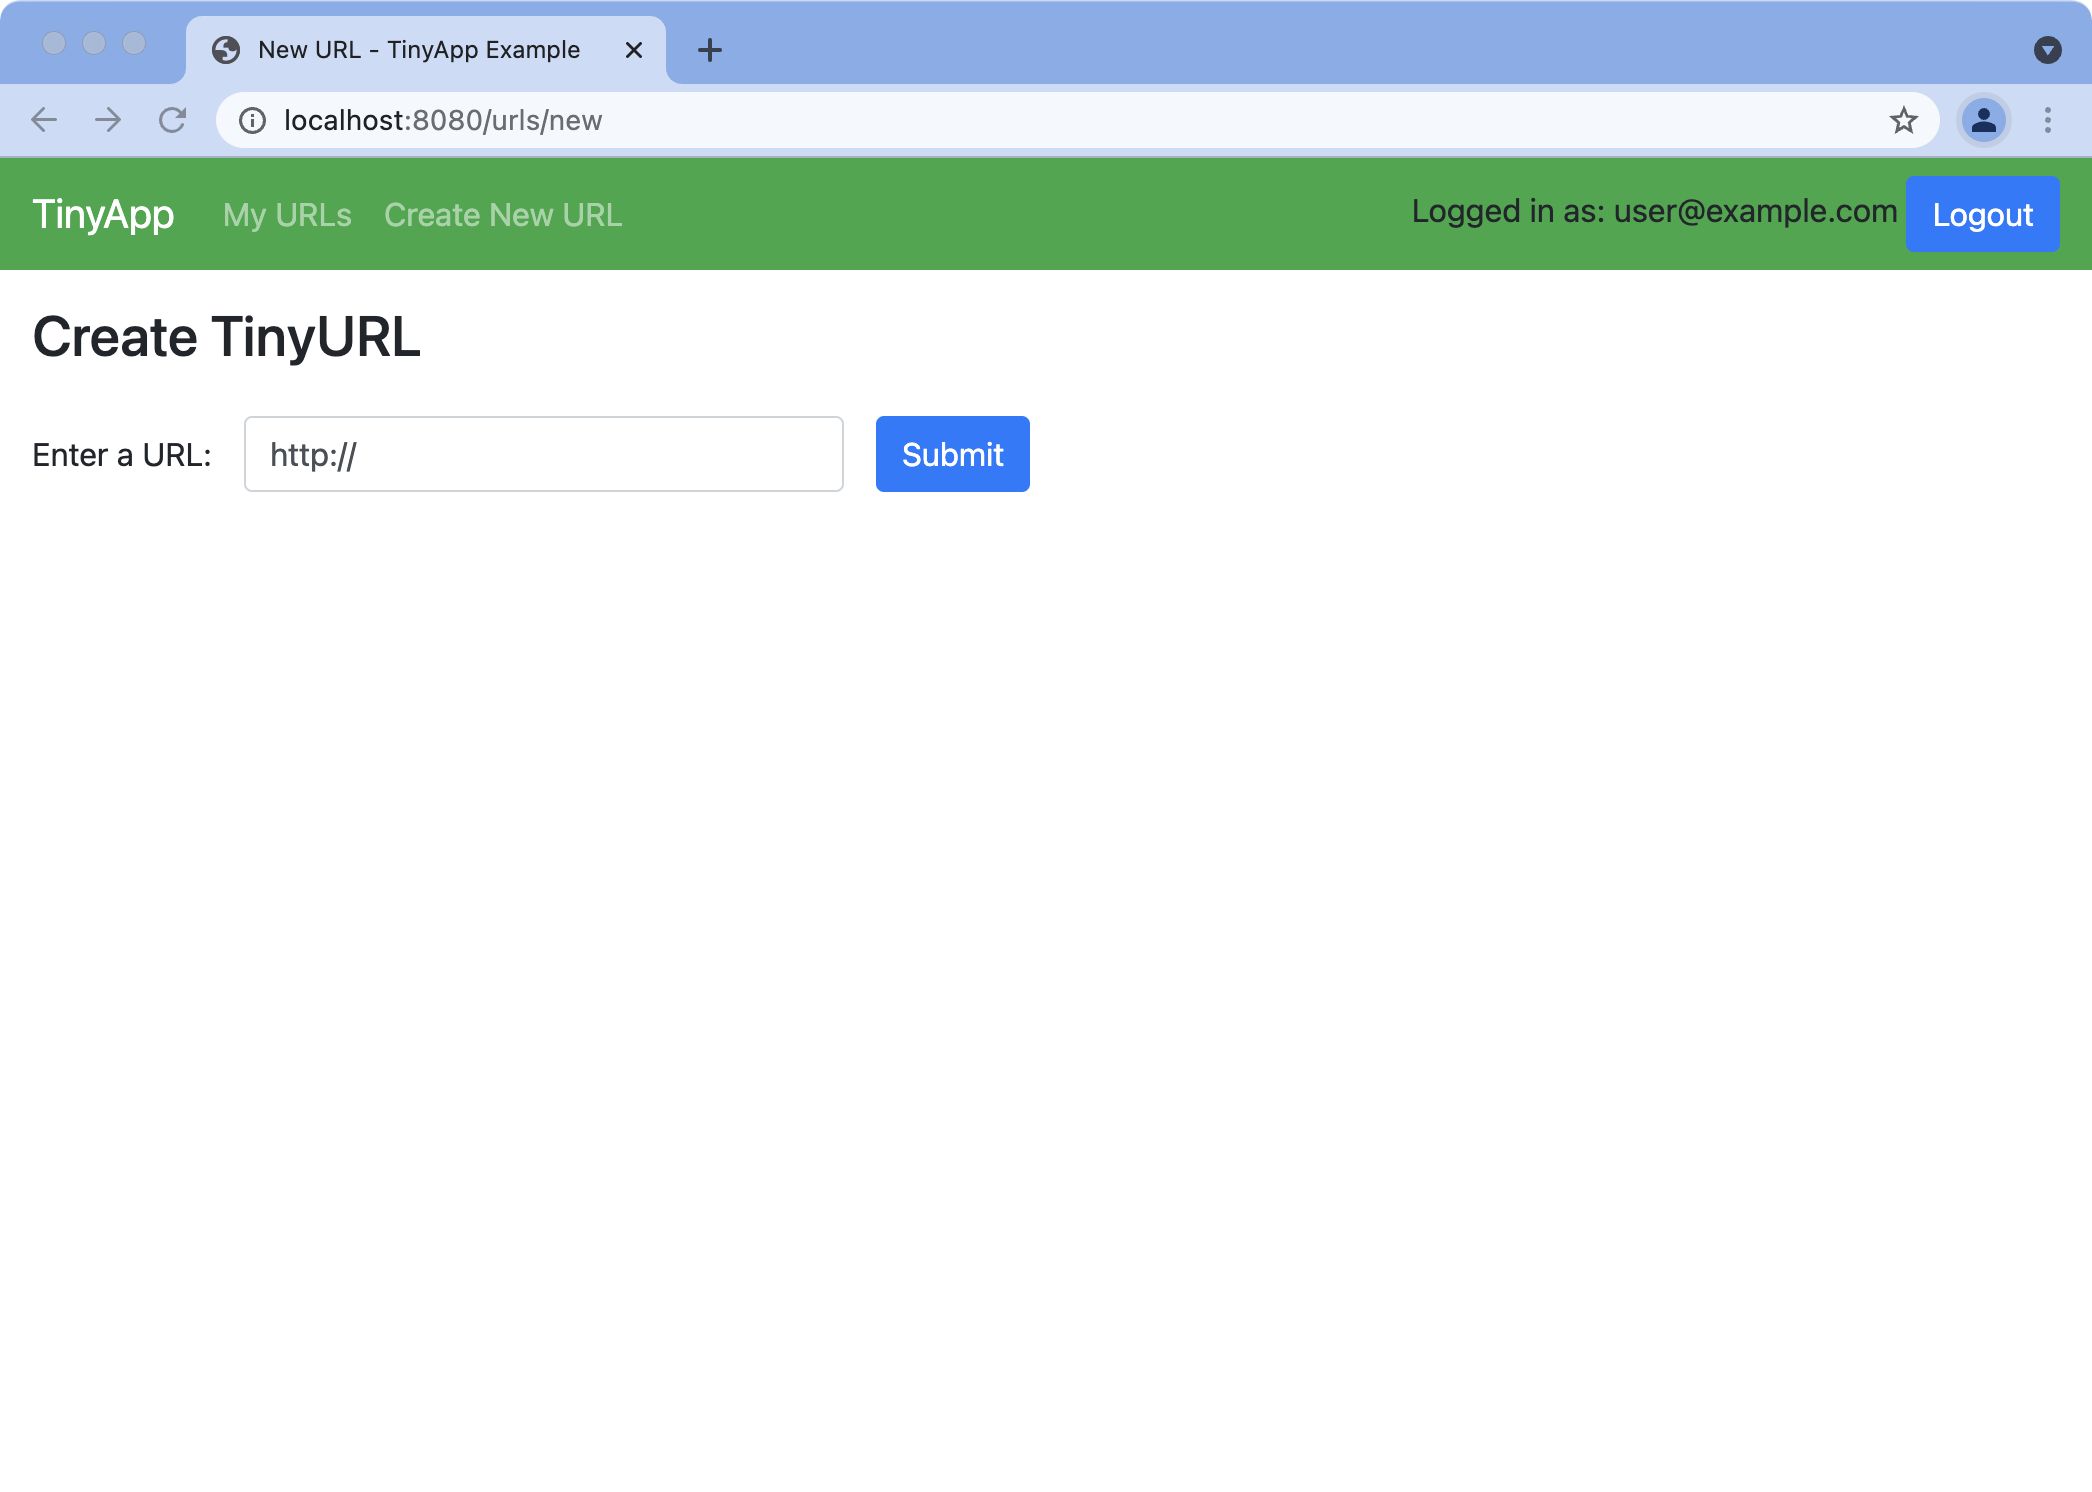 New URL - TinyApp Example
localhost:8080/urls/new
TinyApp My URLs Create New URL Logged in as: user@example.com Logout
Create TinyURL
Enter a URL: http:// Submit